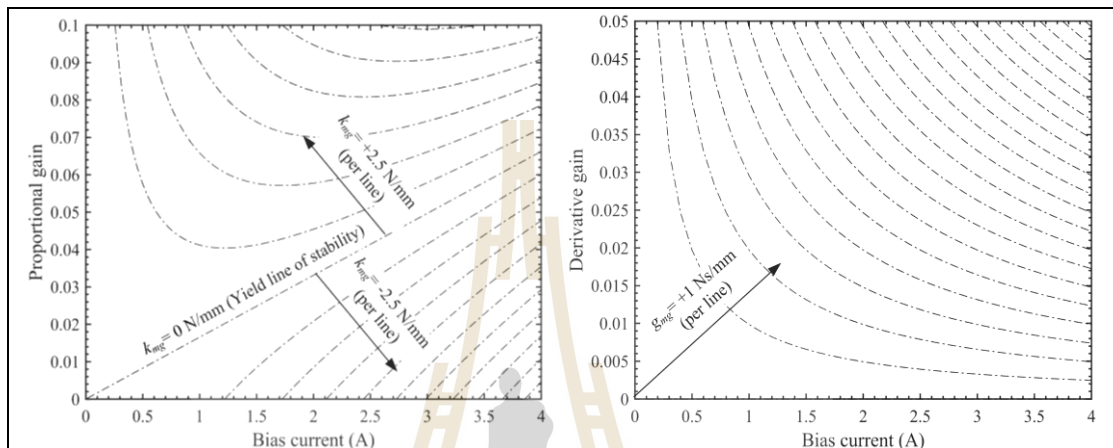 0.1
0.09
0.08
0.07
0.06
0.05
0.04
0.03
0.02
0.01
0
Proportional gain
0 0.5 1 1.5 2 2.5 3 3.5 4
Bias current (A)
kmg= +2.5 N/mm
(per line)
kmg= 0 N/mm (Yield line of stability)
kmg= -2.5 N/mm
(per line)
0.05
0.045
0.04
0.035
0.03
0.025
0.02
0.015
0.01
0.005
0
Derivative gain
0 0.5 1 1.5 2 2.5 3 3.5 4
Bias current (A)
gmg= +1 Ns/mm
(per line)